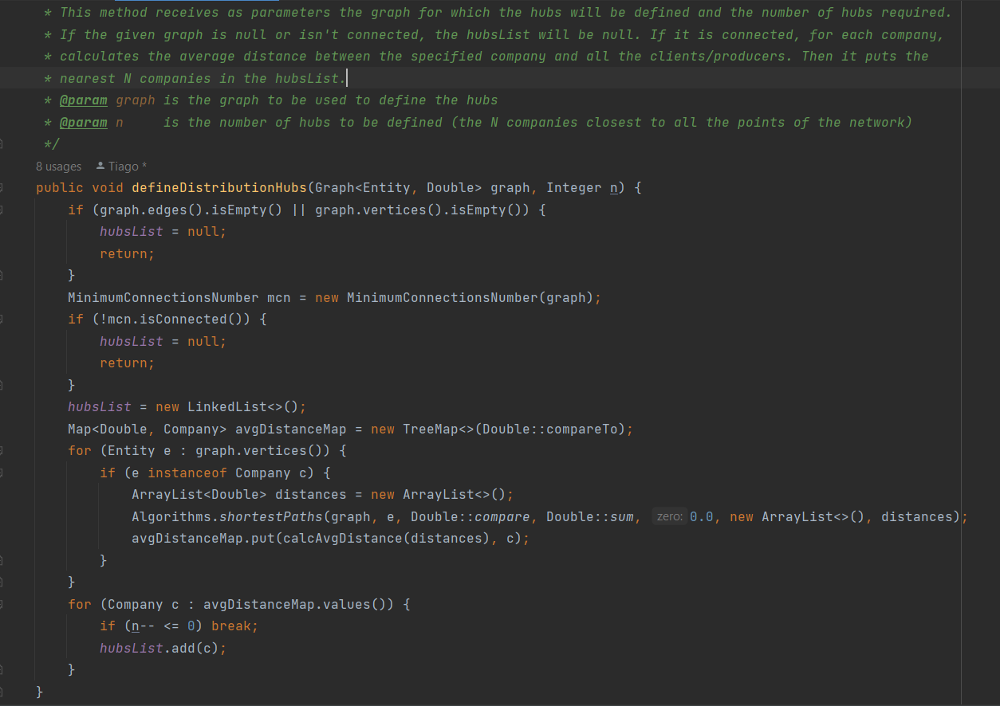 * This method receives as parameters the graph for which the hubs will be defined and the number of hubs required.
* If the given graph is null or isn't connected, the hubsList will be null. If it is connected, for each company,
* calculates the average distance between the specified company and all the clients/producers. Then it puts the
* nearest N companies in the hubsList.
* @param graph is the graph to be used to define the hubs
* @param n     is the number of hubs to be defined (the N companies closest to all the points of the network)
*/
8 usages   Tiago *
public void defineDistributionHubs(Graph<Entity, Double> graph, Integer n) {
    if (graph.edges().isEmpty() || graph.vertices().isEmpty()) {
        hubsList = null;
        return;
    }
    MinimumConnectionsNumber mcn = new MinimumConnectionsNumber(graph);
    if (!mcn.isConnected()) {
        hubsList = null;
        return;
    }
    hubsList = new LinkedList<>();
    Map<Double, Company> avgDistanceMap = new TreeMap<>(Double::compareTo);
    for (Entity e : graph.vertices()) {
        if (e instanceof Company c) {
            ArrayList<Double> distances = new ArrayList<>();
            Algorithms.shortestPaths(graph, e, Double::compare, Double::sum, zero: 0.0, new ArrayList<>(), distances);
            avgDistanceMap.put(calcAvgDistance(distances), c);
        }
    }
    for (Company c : avgDistanceMap.values()) {
        if (n-- <= 0) break;
        hubsList.add(c);
    }
}